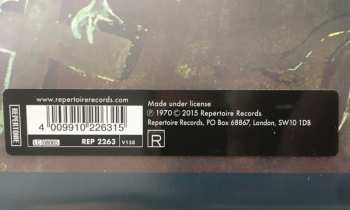 www.repertoirerecords.com
REPERTOIRE
4 009910 226315
REP 2263
V158
Made under license
Ⓟ 1970 © 2015 Repertoire Records
Repertoire Records, PO Box 68867, London, SW10 1DB
R